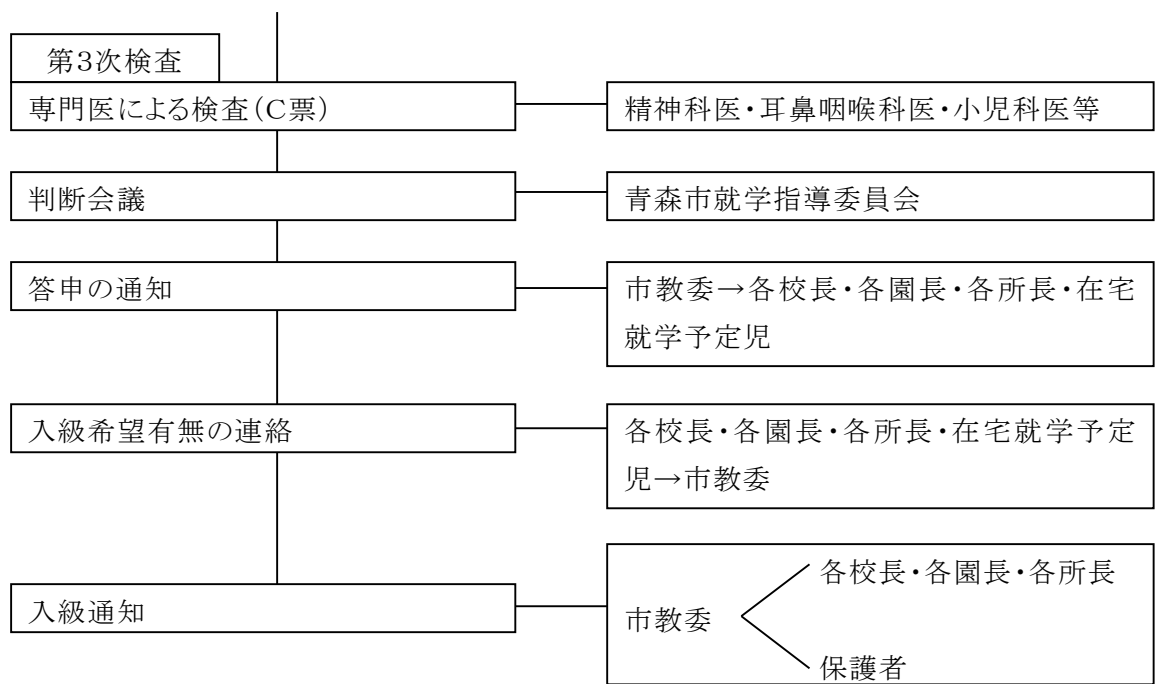 第3次検査
専門医による検査(C票)
精神科医・耳鼻咽喉科医・小児科医等
判断会議
青森市就学指導委員会
答申の通知
市教委→各校長・各園長・各所長・在宅
就学予定児
入級希望有無の連絡
各校長・各園長・各所長・在宅就学予定
児→市教委
入級通知
各校長・各園長・各所長
市教委
保護者